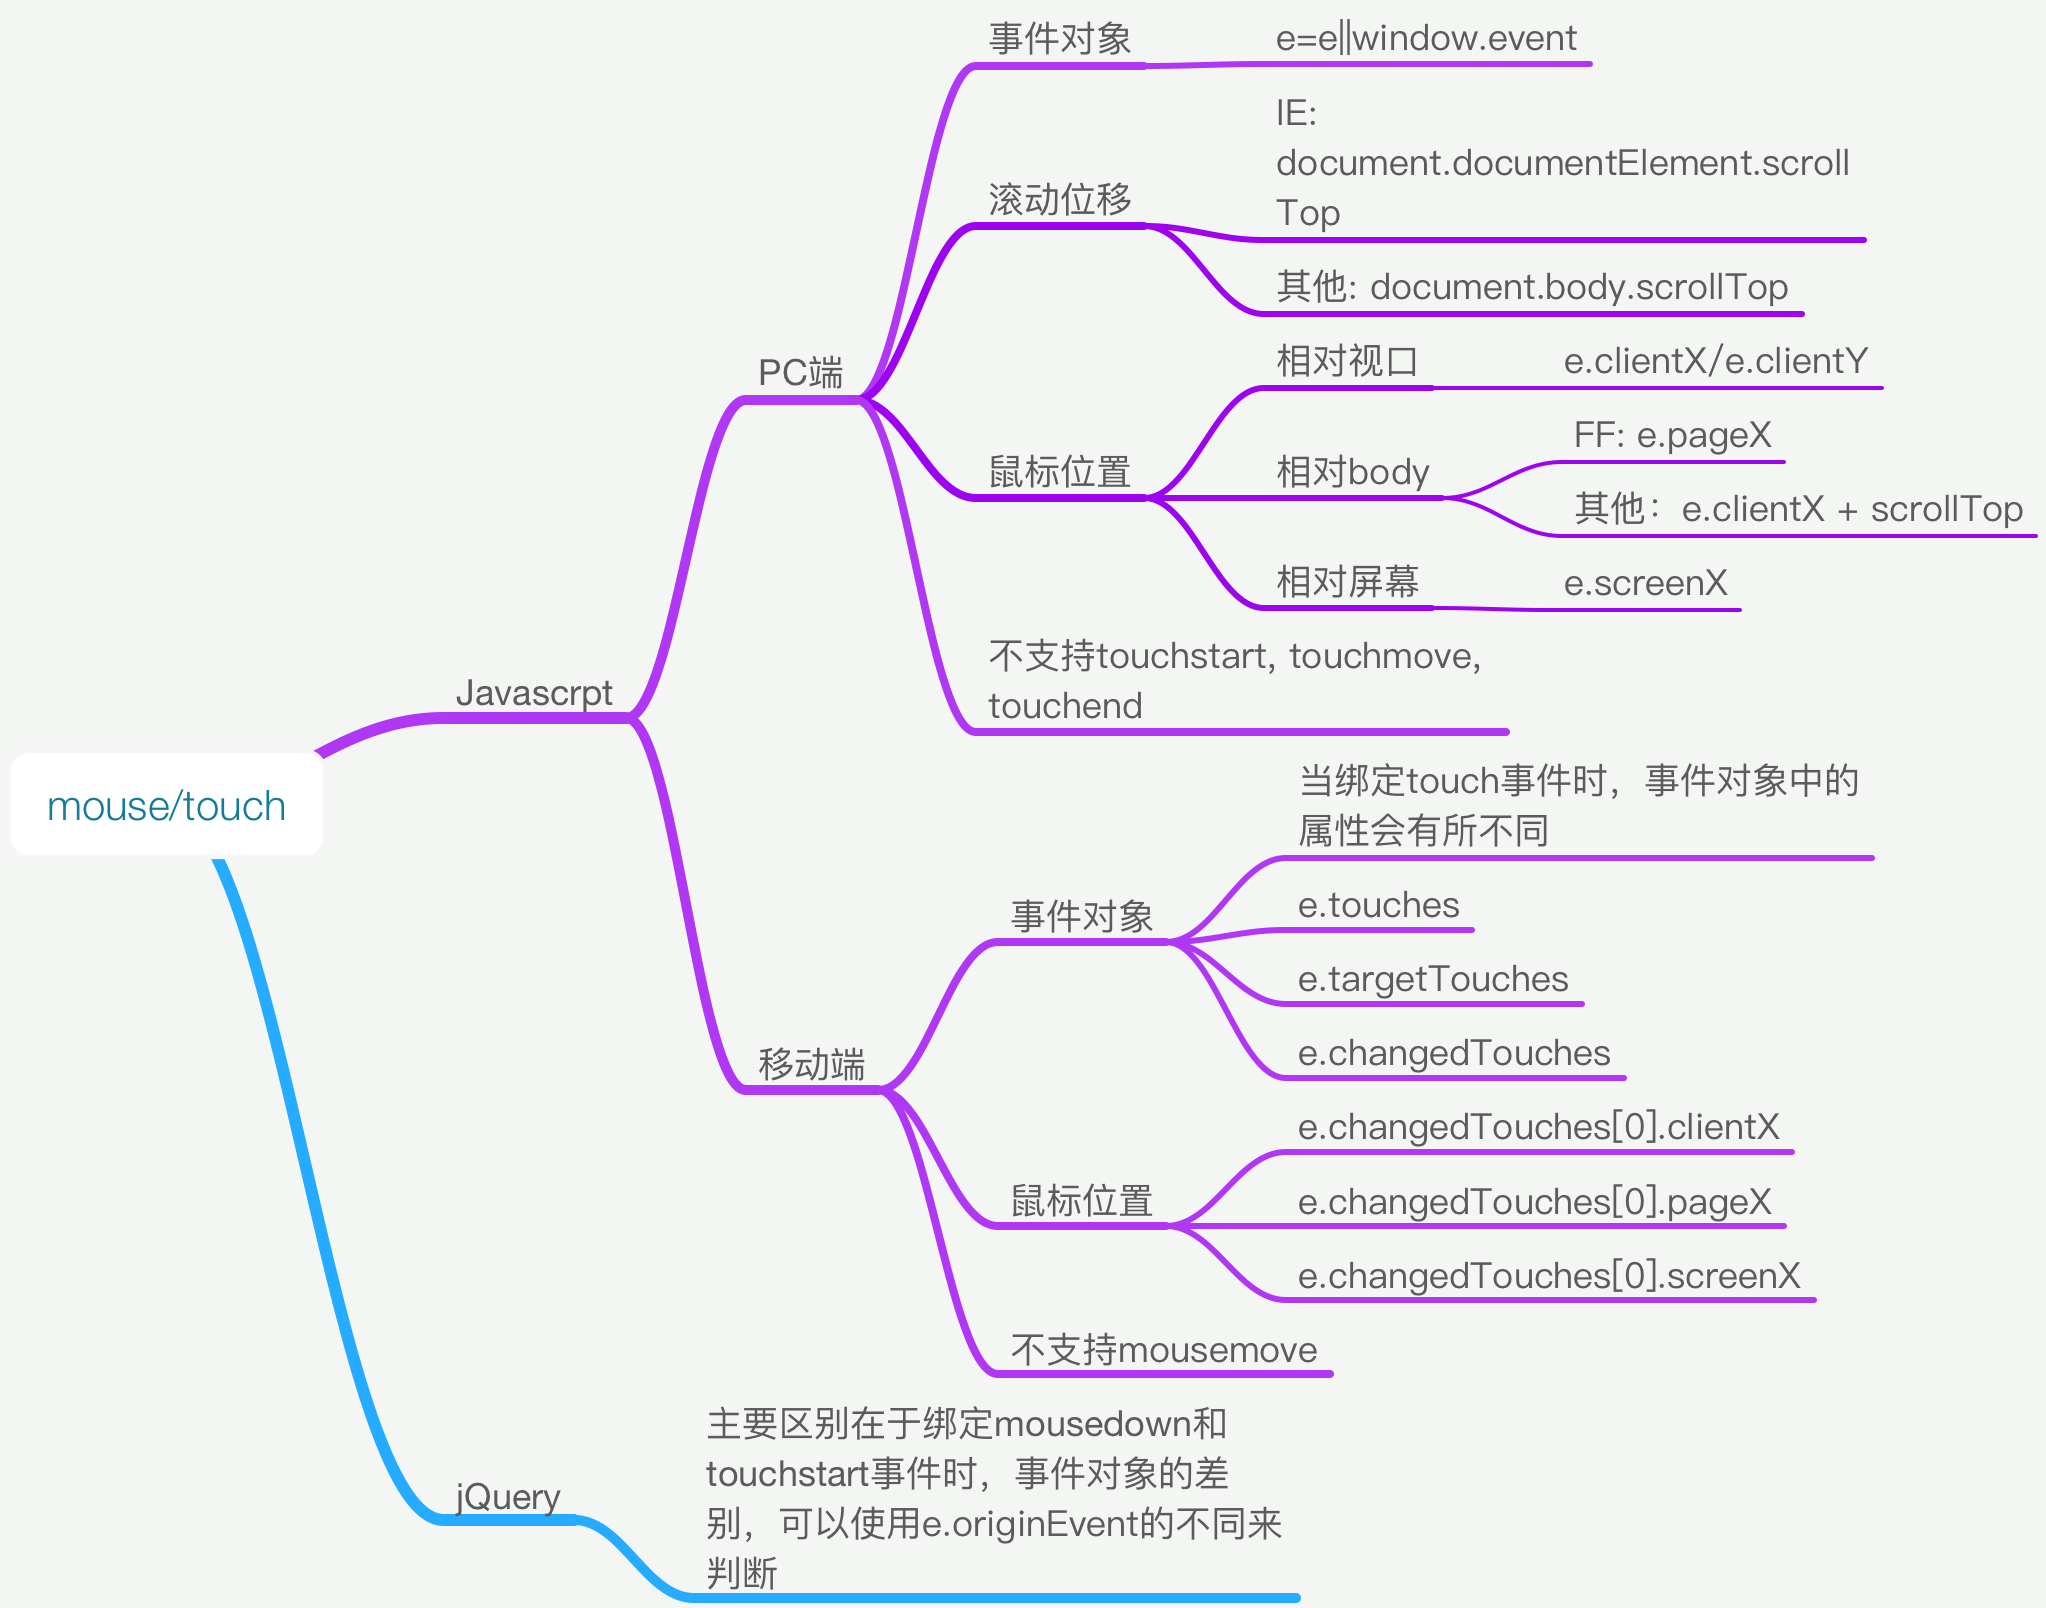 mouse/touch
Javascrpt
PC端
事件对象
e=e||window.event
滚动位移
IE:
document.documentElement.scroll
Top
其他: document.body.scrollTop
鼠标位置
相对视口
e.clientX/e.clientY
相对body
FF: e.pageX
其他：e.clientX + scrollTop
相对屏幕
e.screenX
不支持touchstart, touchmove,
touchend
移动端
事件对象
当绑定touch事件时，事件对象中的
属性会有所不同
e.touches
e.targetTouches
e.changedTouches
鼠标位置
e.changedTouches[0].clientX
e.changedTouches[0].pageX
e.changedTouches[0].screenX
不支持mousemove
jQuery
主要区别在于绑定mousedown和
touchstart事件时，事件对象的差
别，可以使用e.originEvent的不同来
判断